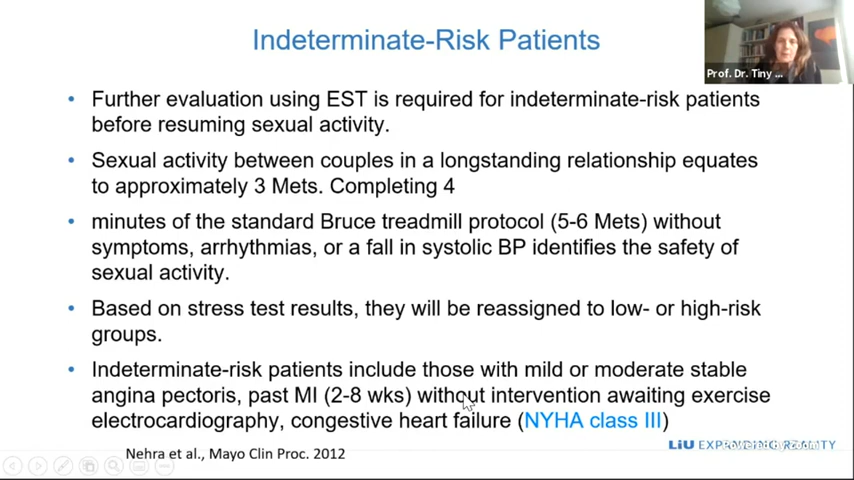 Indeterminate-Risk Patients
Prof. Dr. Tiny ...
• Further evaluation using EST is required for indeterminate-risk patients
before resuming sexual activity.
• Sexual activity between couples in a longstanding relationship equates
to approximately 3 Mets. Completing 4
• minutes of the standard Bruce treadmill protocol (5-6 Mets) without
symptoms, arrhythmias, or a fall in systolic BP identifies the safety of
sexual activity.
• Based on stress test results, they will be reassigned to low- or high-risk
groups.
• Indeterminate-risk patients include those with mild or moderate stable
angina pectoris, past MI (2-8 wks) without intervention awaiting exercise
electrocardiography, congestive heart failure (NYHA class III)
LiU EXPANDING REALITY
Nehra et al., Mayo Clin Proc. 2012